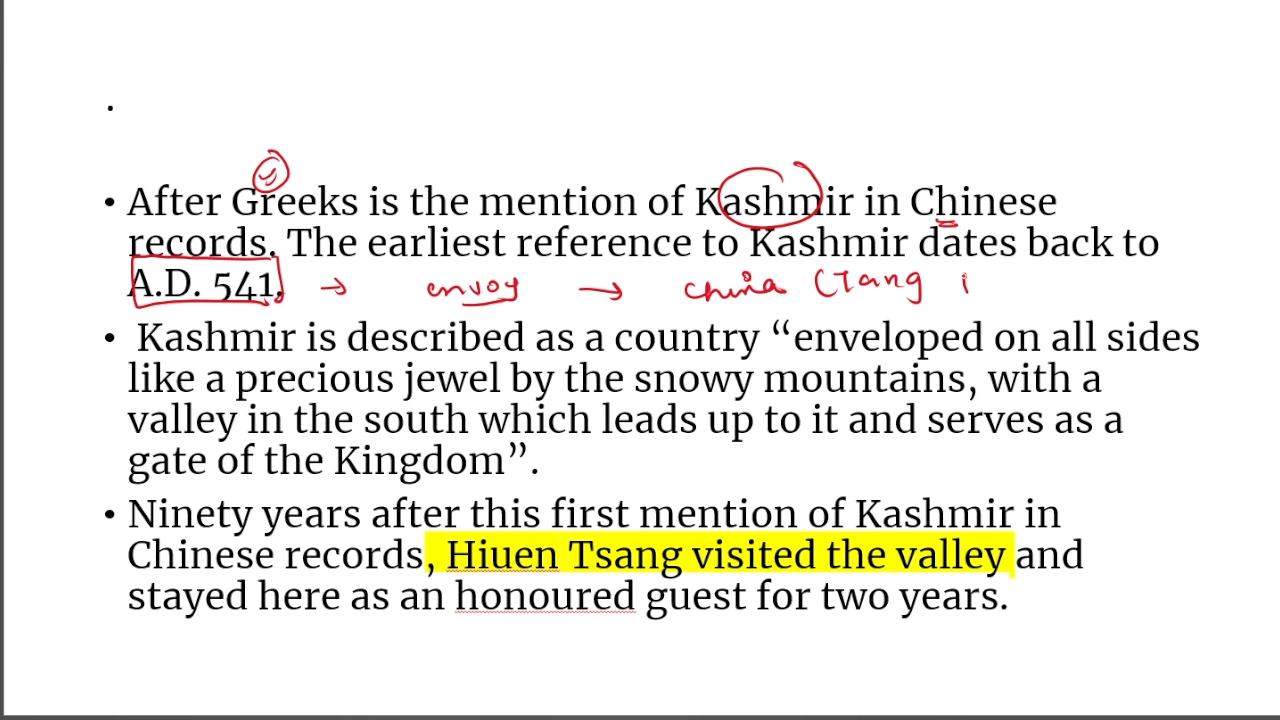 • After Greeks is the mention of Kashmir in Chinese
records. The earliest reference to Kashmir dates back to
A.D. 541. → envoy → China (Tang
• Kashmir is described as a country “enveloped on all sides
like a precious jewel by the snowy mountains, with a
valley in the south which leads up to it and serves as a
gate of the Kingdom”.
• Ninety years after this first mention of Kashmir in
Chinese records, Hiuen Tsang visited the valley and
stayed here as an honoured guest for two years.